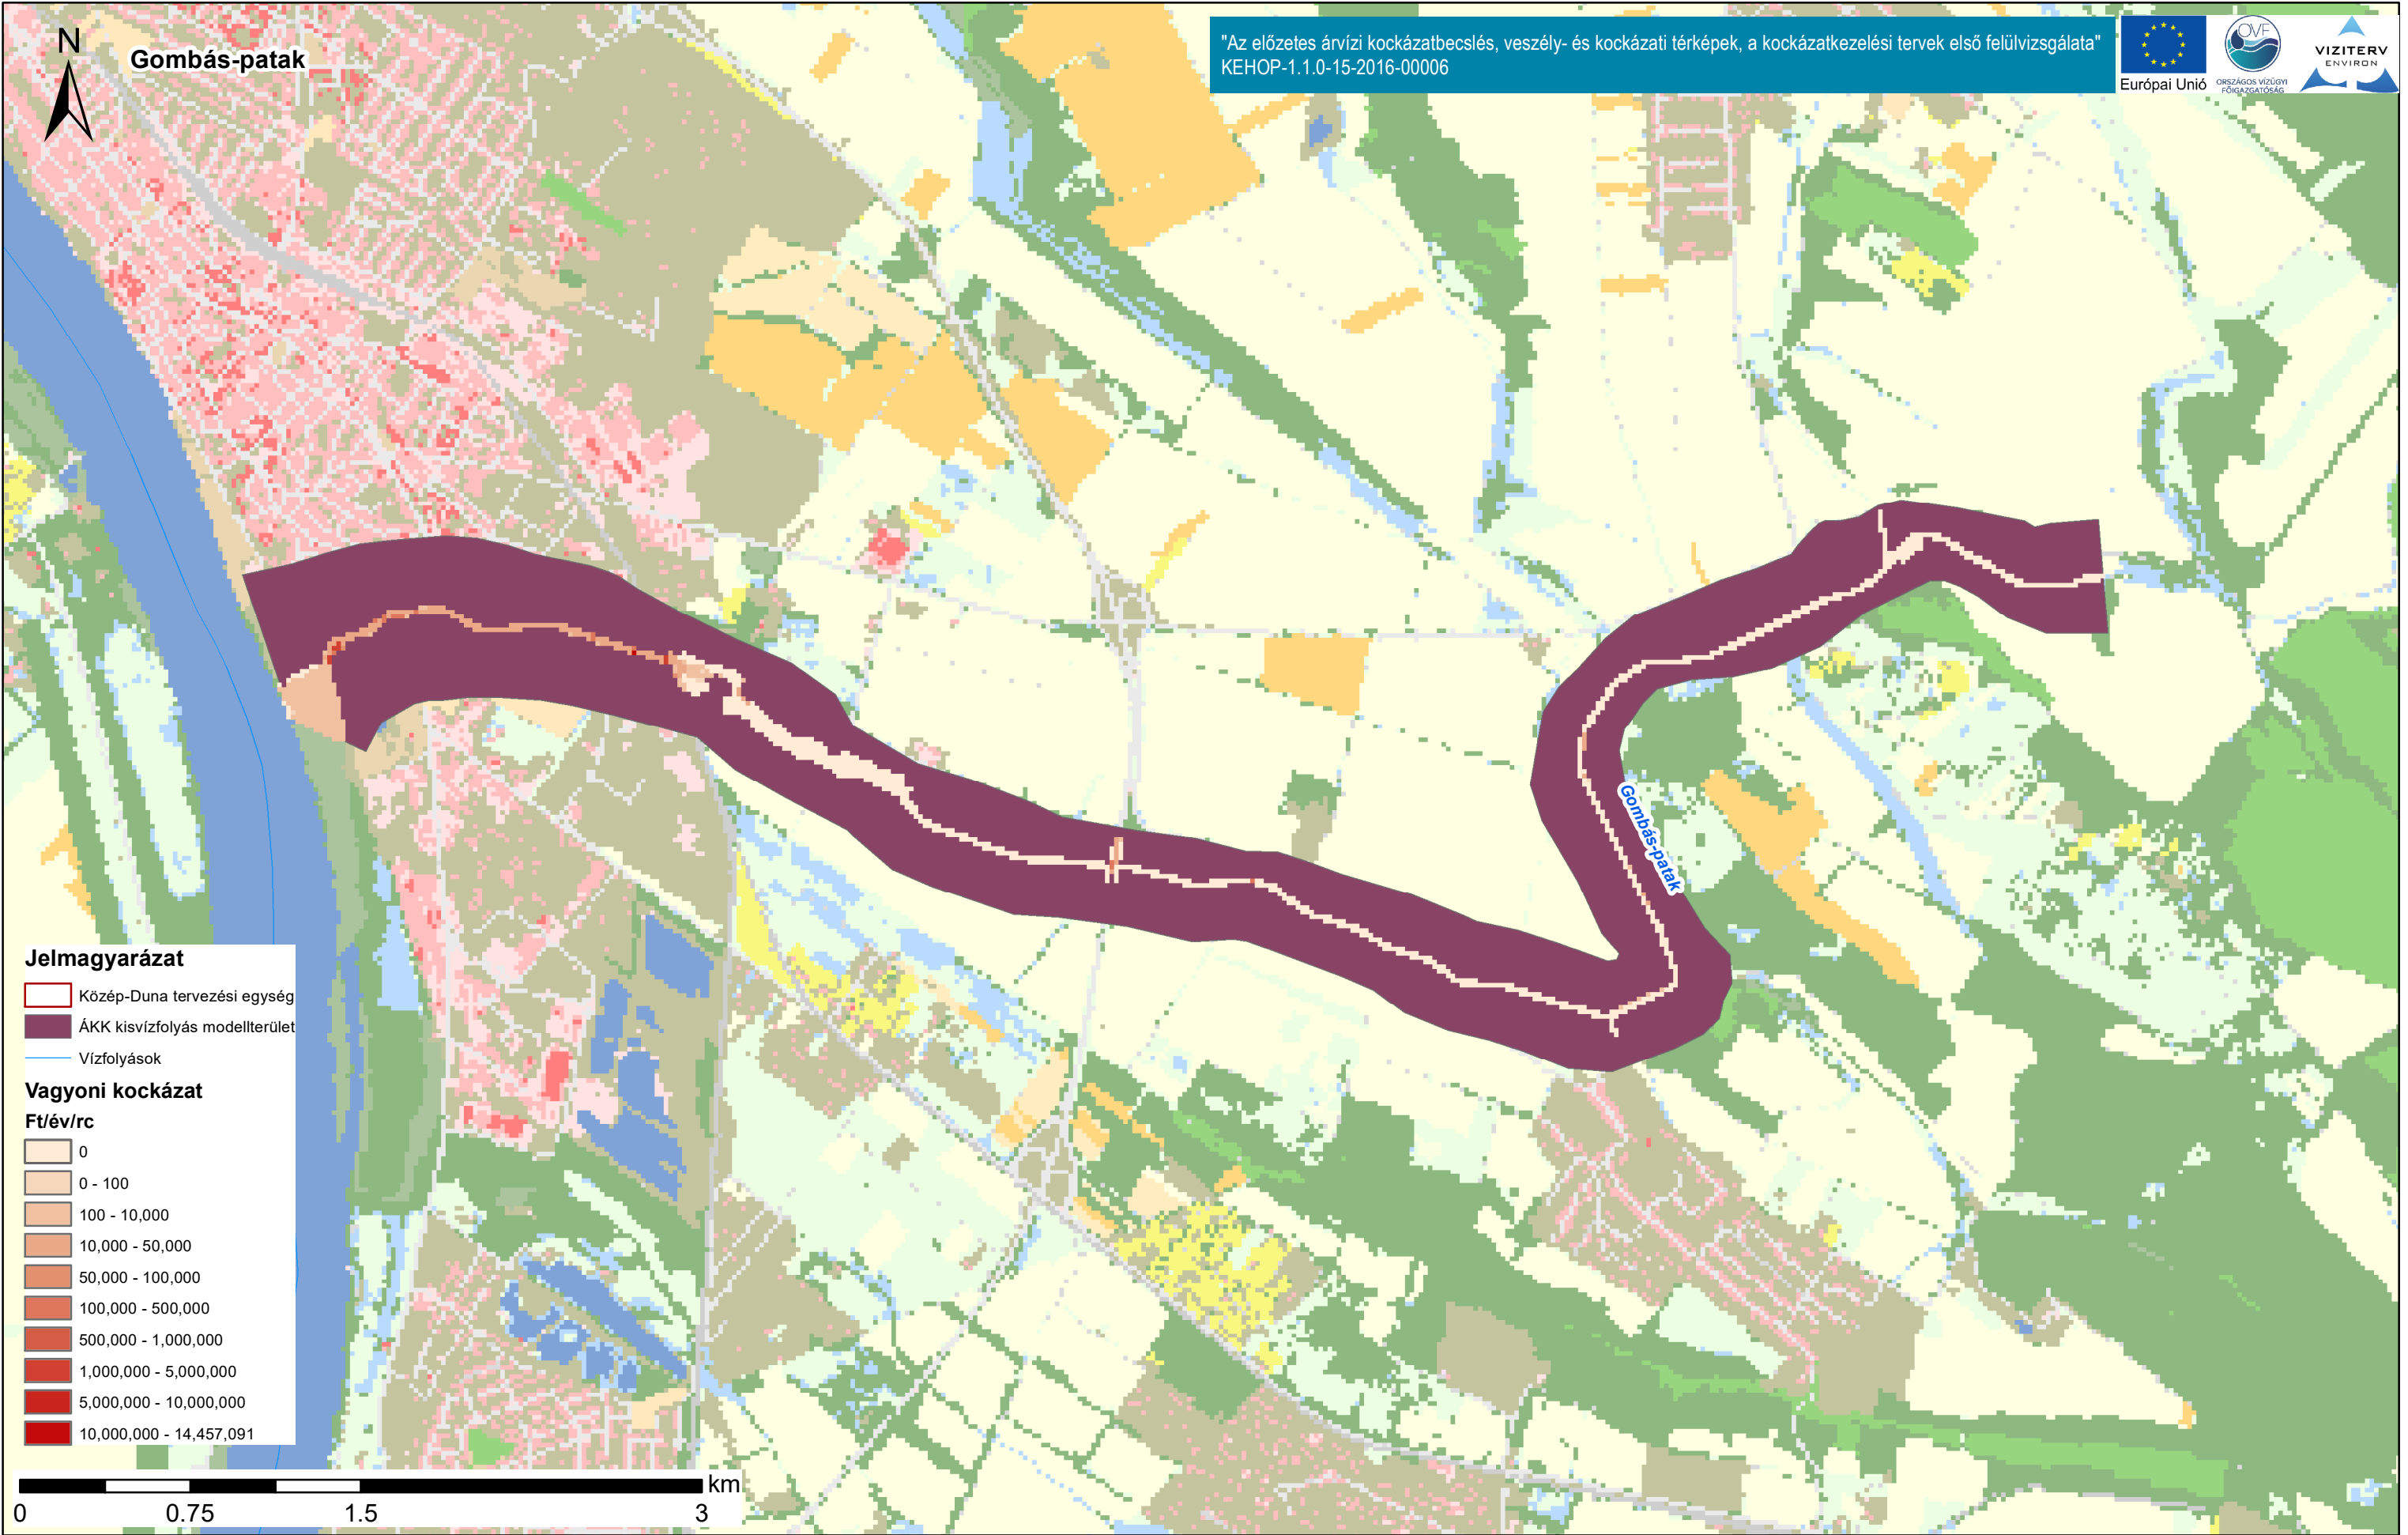 N
Gombás-patak
"Az előzetes árvízi kockázatbecslés, veszély- és kockázati térképek, a kockázatkezelési tervek első felülvizsgálata"
KEHOP-1.1.0-15-2016-00006
Európai Unió
OVF
ORSZÁGOS VÍZÜGYI
FŐIGAZGATÓSÁG
VIZITERV
ENVIRON
Gombás-patak
Jelmagyarázat
Közép-Duna tervezési egység
ÁKK kisvízfolyás modellterület
Vízfolyások
Vagyoni kockázat
Ft/év/rc
0
0 - 100
100 - 10,000
10,000 - 50,000
50,000 - 100,000
100,000 - 500,000
500,000 - 1,000,000
1,000,000 - 5,000,000
5,000,000 - 10,000,000
10,000,000 - 14,457,091
km
0 0.75 1.5 3